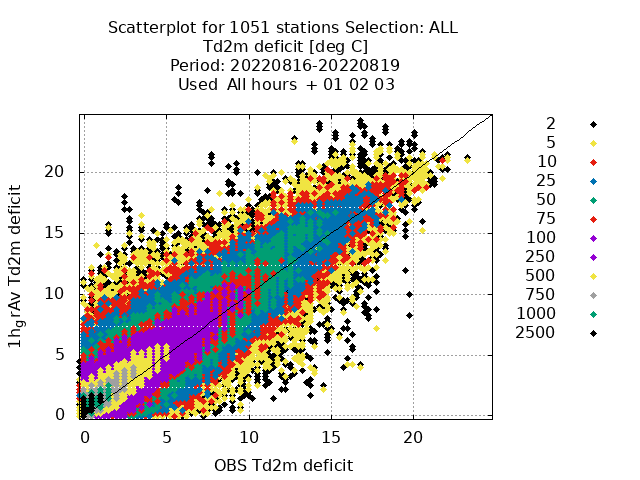 Scatterplot for 1051 stations Selection: ALL
Td2m deficit [deg C]
Period: 20220816-20220819
Used All hours + 01 02 03
2
5
10
25
50
75
100
250
500
750
1000
2500
1h_grAv Td2m deficit
20
15
10
5
0
0 5 10 15 20
OBS Td2m deficit